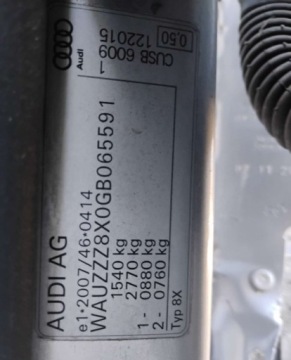 AUDI AG
e1*2007/46*0414
WAUZZZ8X0GB065591
1540 kg
2770 kg
1- 0880 kg
2- 0760 kg
Typ 8X
Audi
CUSB 6009
122015
0,50
1